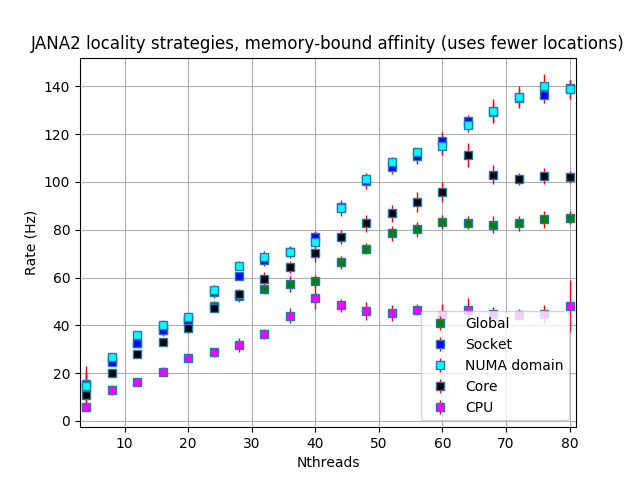 JANA2 locality strategies, memory-bound affinity (uses fewer locations)
140
120
100
80
60
40
20
0
Rate (Hz)
10 20 30 40 50 60 70 80
Nthreads
Global
Socket
NUMA domain
Core
CPU